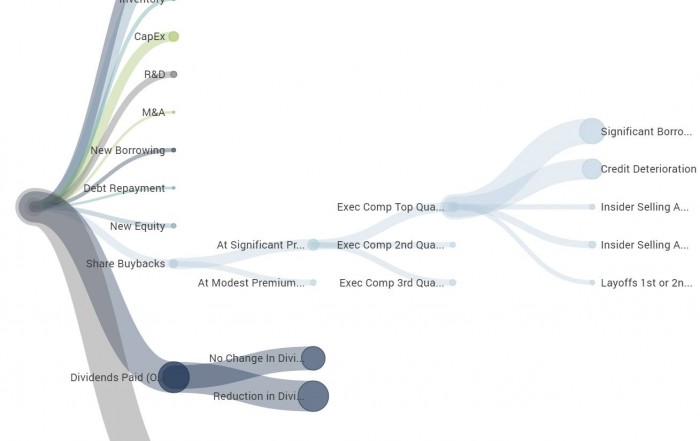 Inventory
CapEx
R&D
M&A
New Borrowing
Debt Repayment
New Equity
Share Buybacks
At Significant Pr...
At Modest Premium...
Exec Comp Top Qua...
Exec Comp 2nd Qua...
Exec Comp 3rd Qua...
Significant Borro...
Credit Deterioration
Insider Selling A...
Insider Selling A...
Layoffs 1st or 2n...
Dividends Paid (O...
No Change In Divi...
Reduction in Divi...